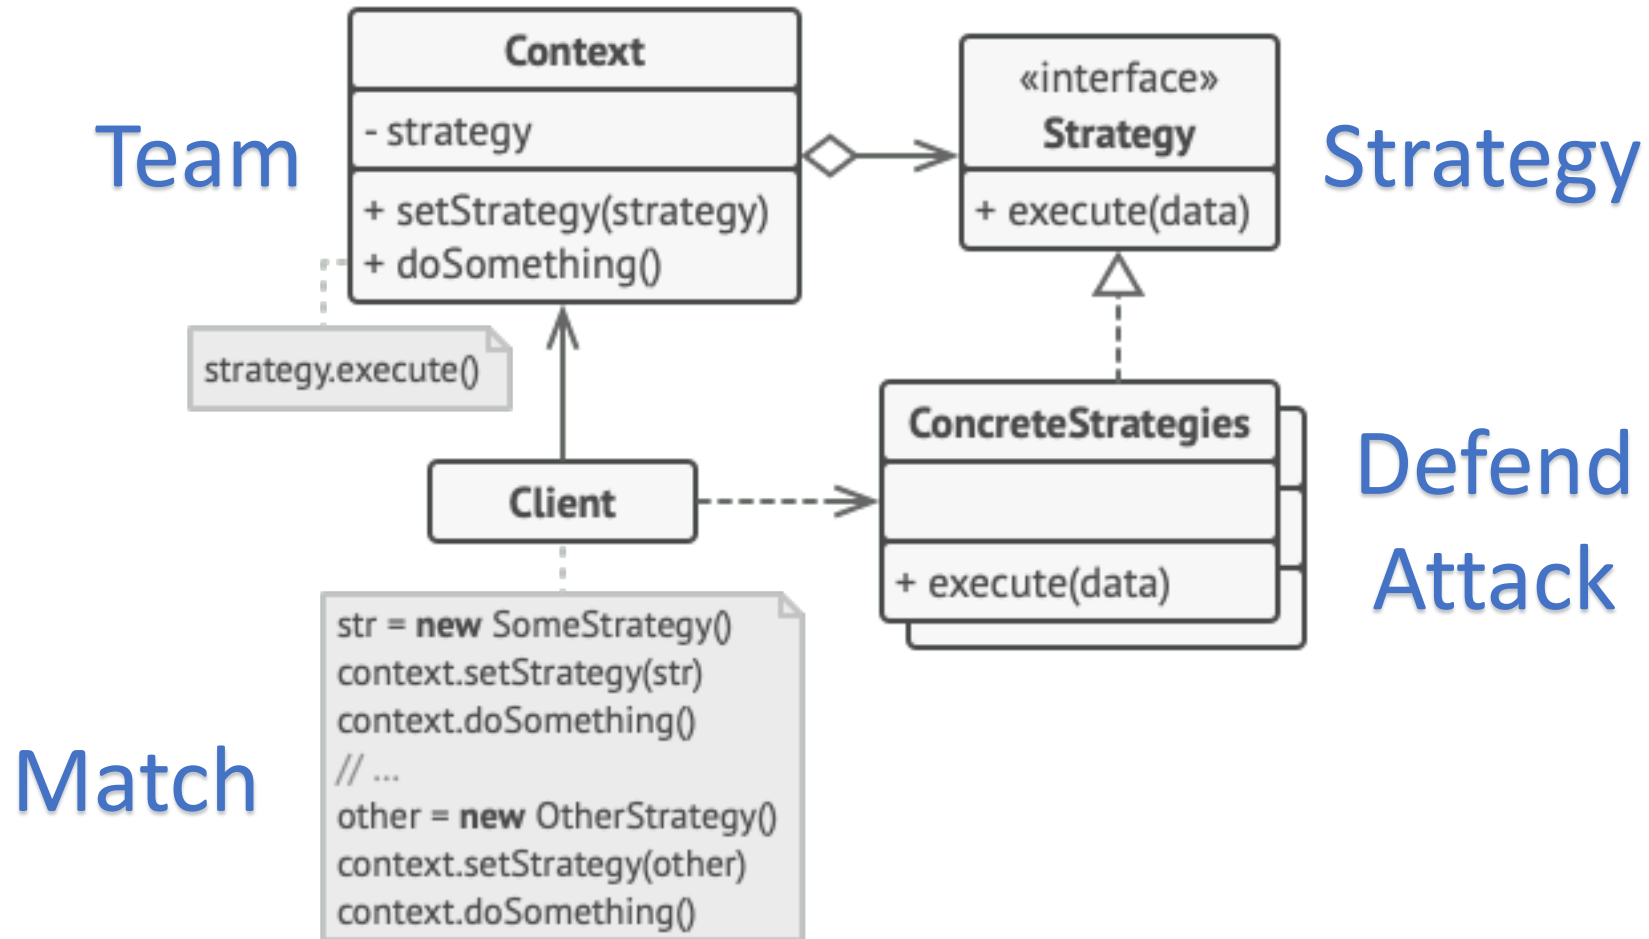 Context
- strategy
+ setStrategy(strategy)
+ doSomething()
«interface»
Strategy
+ execute(data)
Team
Strategy
strategy.execute()
Client
ConcreteStrategies
+ execute(data)
Defend
Attack
Match
str = new SomeStrategy()
context.setStrategy(str)
context.doSomething()
// ...
other = new OtherStrategy()
context.setStrategy(other)
context.doSomething()